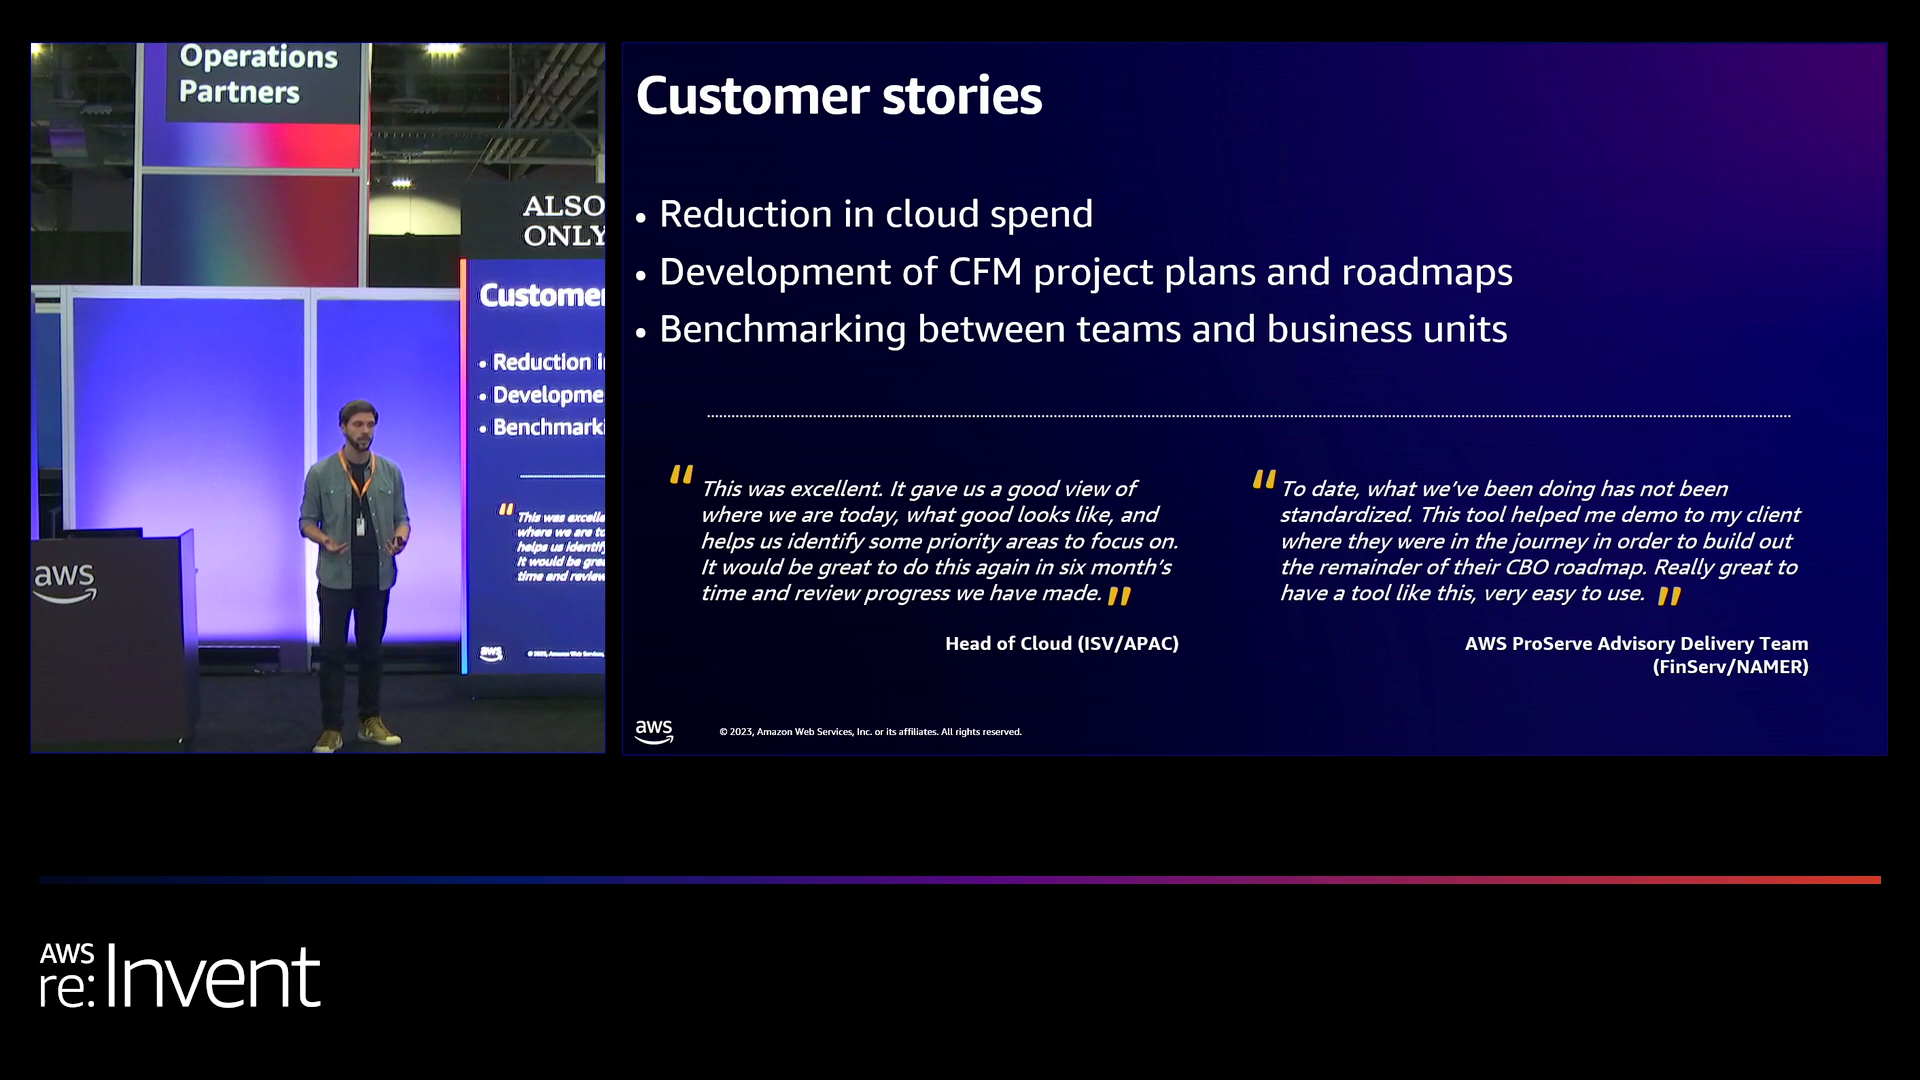 Operations
Partners
ALSO
ONLY
Customer
• Reduction i
• Developme
• Benchmark
“ This was excelle
where we are to
helps us identify
It would be grea
time and review
aws
aws
Customer stories
• Reduction in cloud spend
• Development of CFM project plans and roadmaps
• Benchmarking between teams and business units
“ This was excellent. It gave us a good view of
where we are today, what good looks like, and
helps us identify some priority areas to focus on.
It would be great to do this again in six month’s
time and review progress we have made. ”
Head of Cloud (ISV/APAC)
“ To date, what we’ve been doing has not been
standardized. This tool helped me demo to my client
where they were in the journey in order to build out
the remainder of their CBO roadmap. Really great to
have a tool like this, very easy to use. ”
AWS ProServe Advisory Delivery Team
(FinServ/NAMER)
aws
© 2023, Amazon Web Services, Inc. or its affiliates. All rights reserved.
AWS
re:Invent